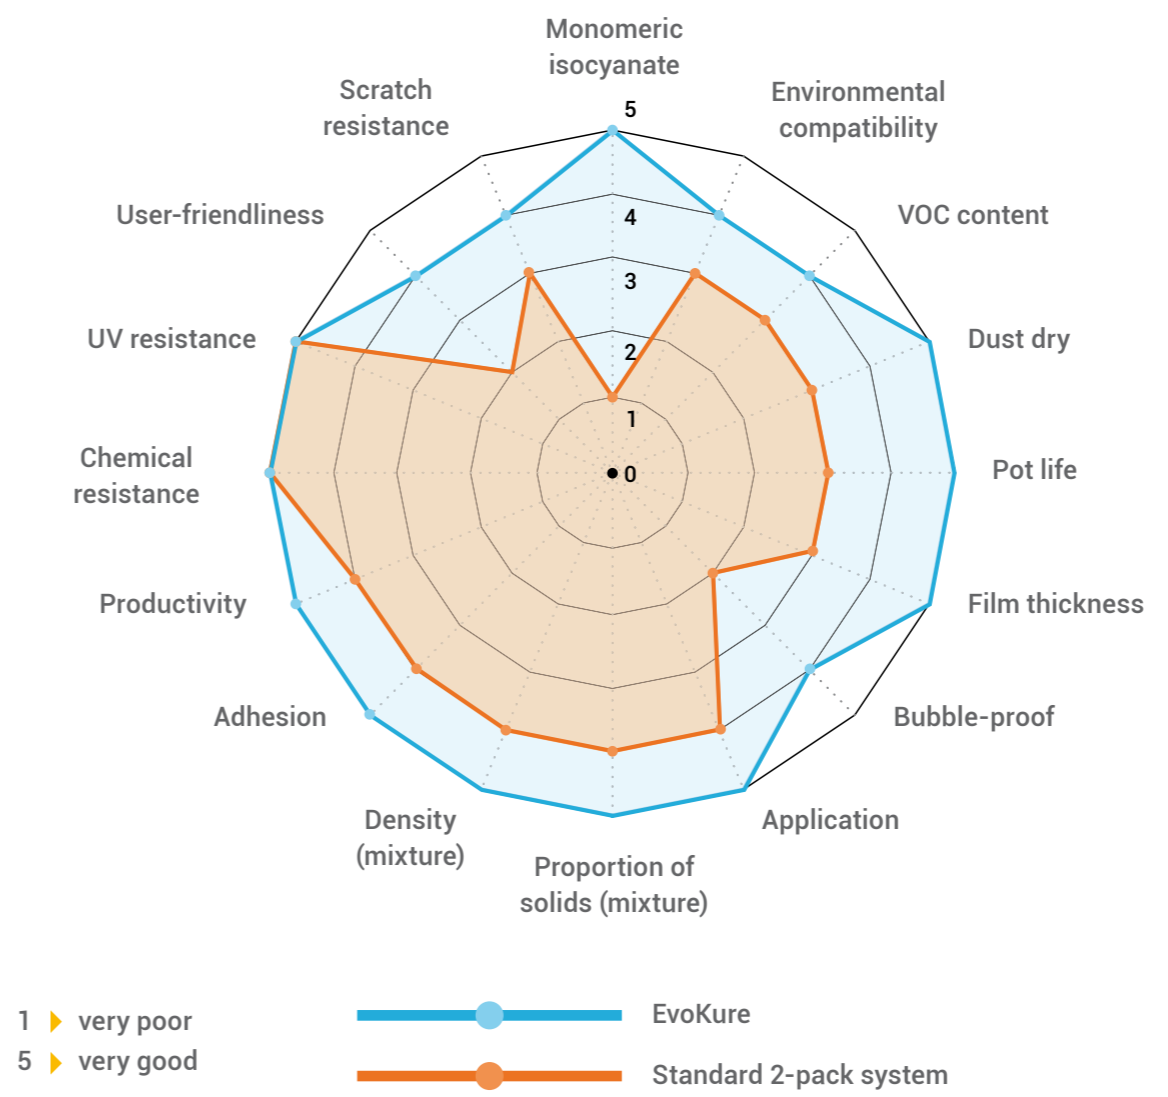 Monomeric
isocyanate
Scratch
resistance
Environmental
compatibility
5
User-friendliness
VOC content
4
3
UV resistance
Dust dry
2
1
Chemical
resistance
0
Pot life
Productivity
Film thickness
Adhesion
Bubble-proof
Density
(mixture)
Application
Proportion of
solids (mixture)
1 very poor
5 very good
EvoKure
Standard 2-pack system